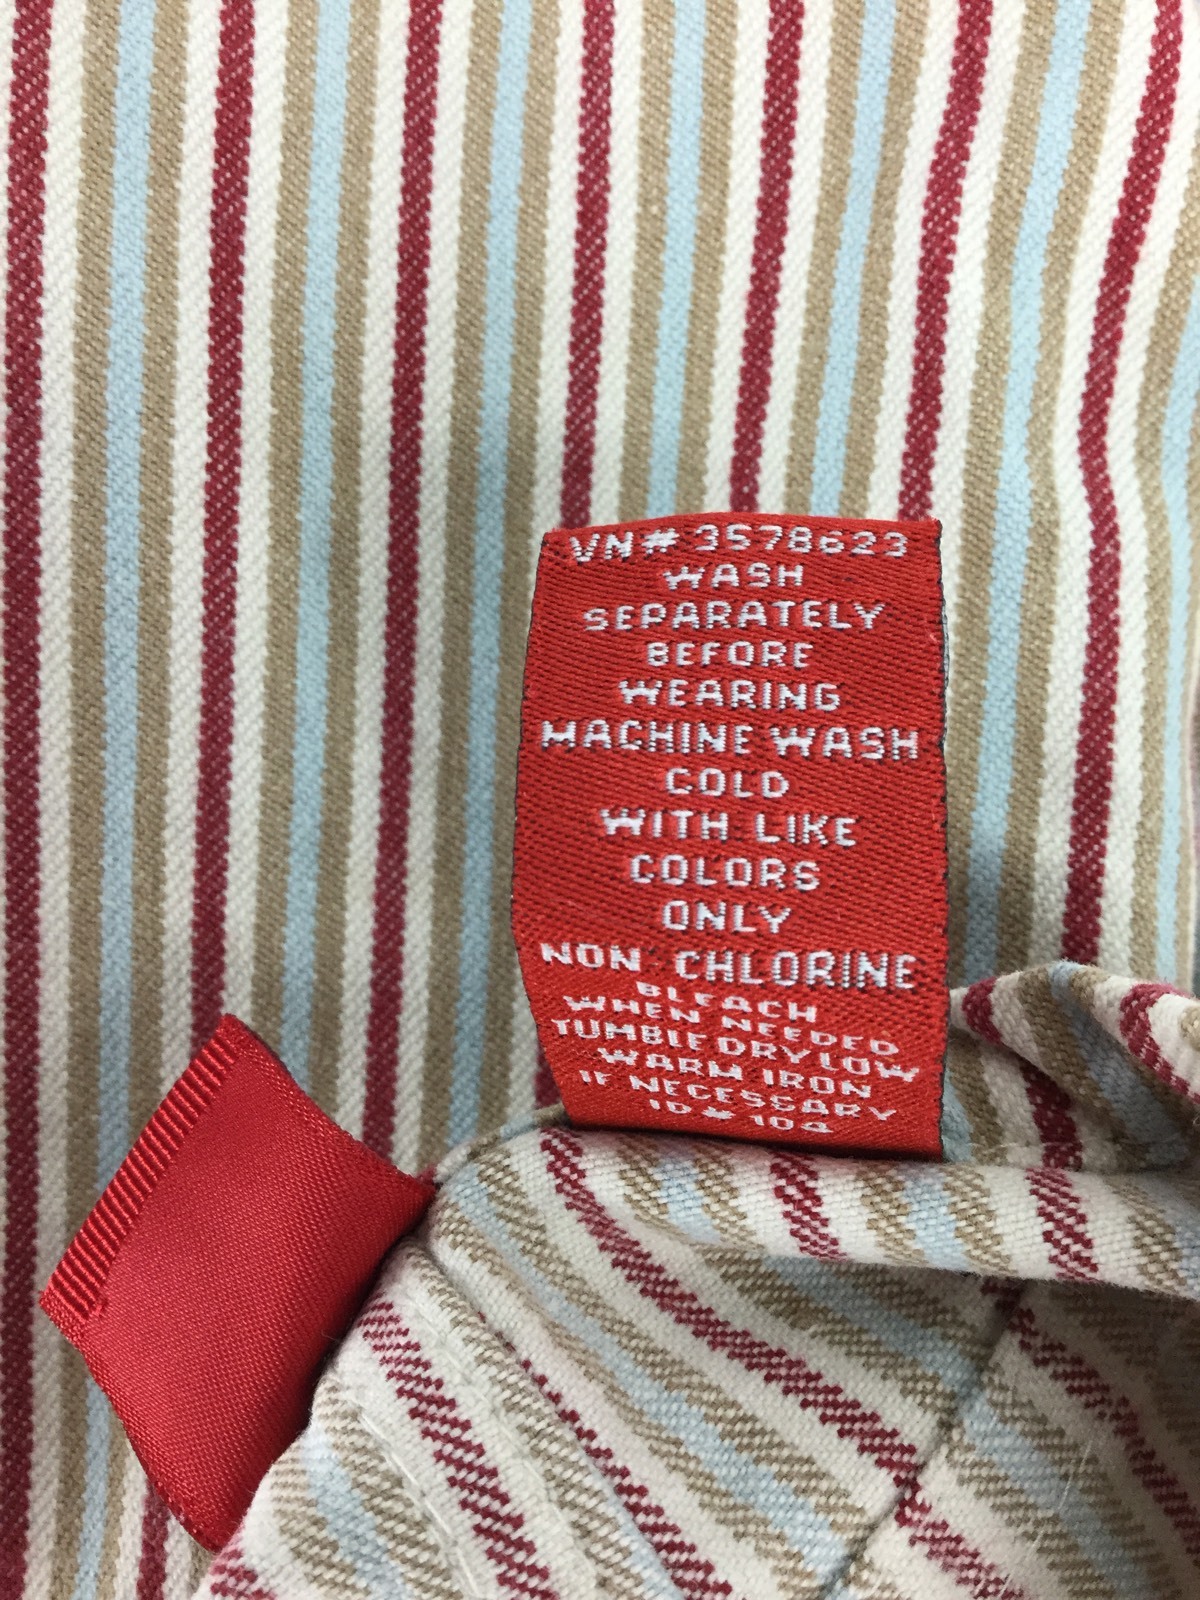 VN# 3578623
WASH
SEPARATELY
BEFORE
WEARING
MACHINE WASH
COLD
WITH LIKE
COLORS
ONLY
NON CHLORINE
BLEACH
WHEN NEEDED
TUMBLE DRY LOW
WARM IRON
IF NECESSARY
ID# 104